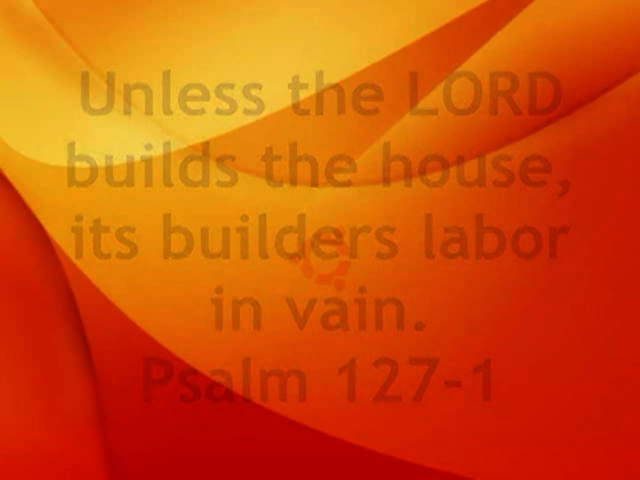 Unless the LORD
builds the house,
its builders labor
in vain.
Psalm 127-1